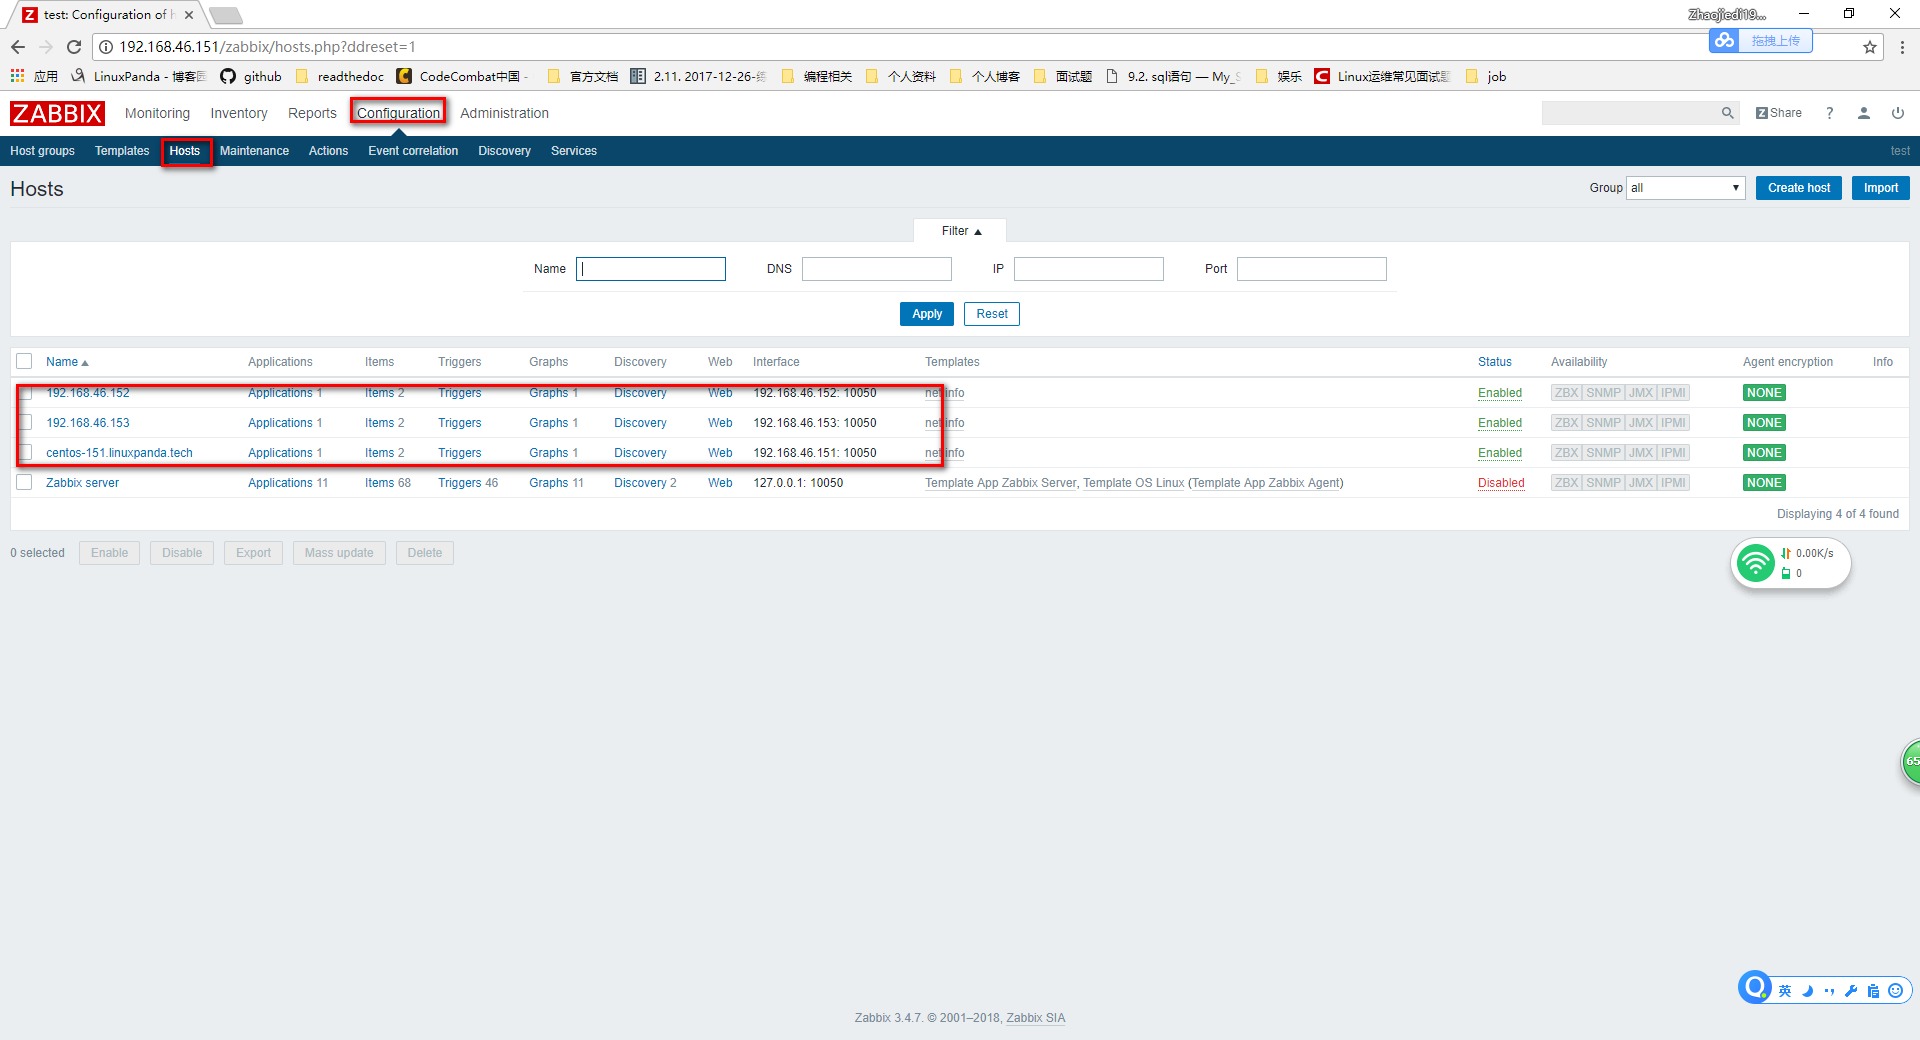 test: Configuration of h
Zhaojiedi19...
192.168.46.151/zabbix/hosts.php?ddreset=1
拖拽上传
应用 LinuxPanda - 博客园 github readthedoc CodeCombat中国 - 官方文档 2.11. 2017-12-26- 编程相关 个人资料 个人博客 面试题 9.2. sql语句 — My_S 娱乐 Linux运维常见面试题 job
ZABBIX Monitoring Inventory Reports Configuration Administration Z Share ?
Host groups Templates Hosts Maintenance Actions Event correlation Discovery Services test
Hosts Group all Create host Import
Filter
Name DNS IP Port
Apply Reset
Name Applications Items Triggers Graphs Discovery Web Interface Templates Status Availability Agent encryption Info
192.168.46.152 Applications 1 Items 2 Triggers Graphs 1 Discovery Web 192.168.46.152: 10050 net info Enabled ZBX SNMP JMX IPMI NONE
192.168.46.153 Applications 1 Items 2 Triggers Graphs 1 Discovery Web 192.168.46.153: 10050 net info Enabled ZBX SNMP JMX IPMI NONE
centos-151.linuxpanda.tech Applications 1 Items 2 Triggers Graphs 1 Discovery Web 192.168.46.151: 10050 net info Enabled ZBX SNMP JMX IPMI NONE
Zabbix server Applications 11 Items 68 Triggers 46 Graphs 11 Discovery 2 Web 127.0.0.1: 10050 Template App Zabbix Server, Template OS Linux (Template App Zabbix Agent) Disabled ZBX SNMP JMX IPMI NONE
Displaying 4 of 4 found
0 selected Enable Disable Export Mass update Delete
0.00K/s
0
65
英
Zabbix 3.4.7. © 2001–2018, Zabbix SIA